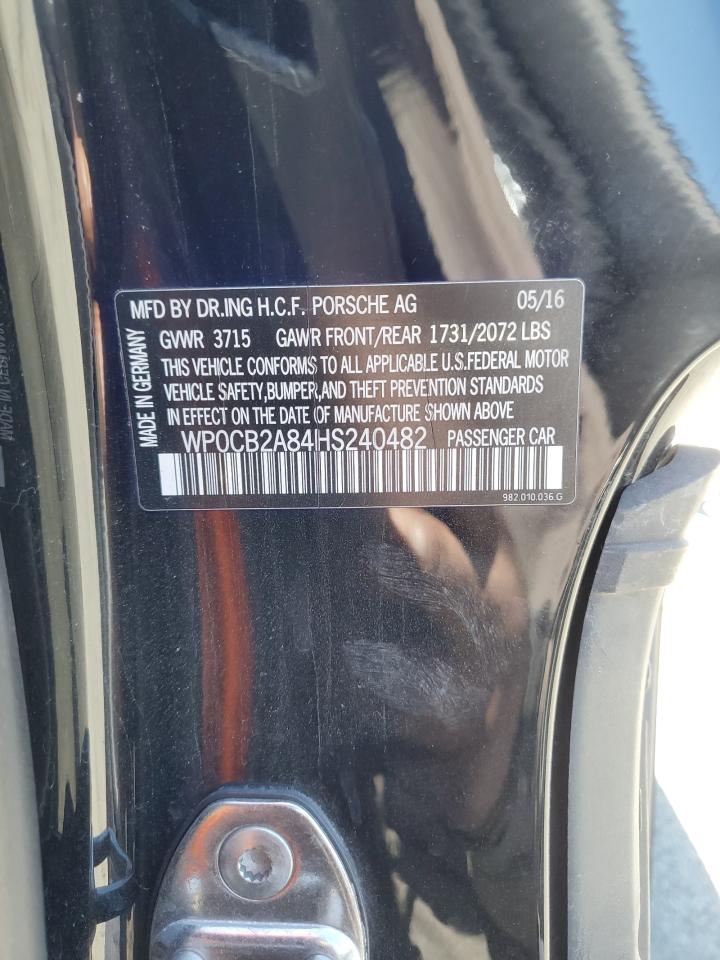 MFD BY DR.ING H.C.F. PORSCHE AG 05/16
GVWR 3715 GAWR FRONT/REAR 1731/2072 LBS
THIS VEHICLE CONFORMS TO ALL APPLICABLE U.S.FEDERAL MOTOR
VEHICLE SAFETY,BUMPER,AND THEFT PREVENTION STANDARDS
IN EFFECT ON THE DATE OF MANUFACTURE SHOWN ABOVE
WP0CB2A84HS240482 PASSENGER CAR
982.010.036.G
MADE IN GERMANY